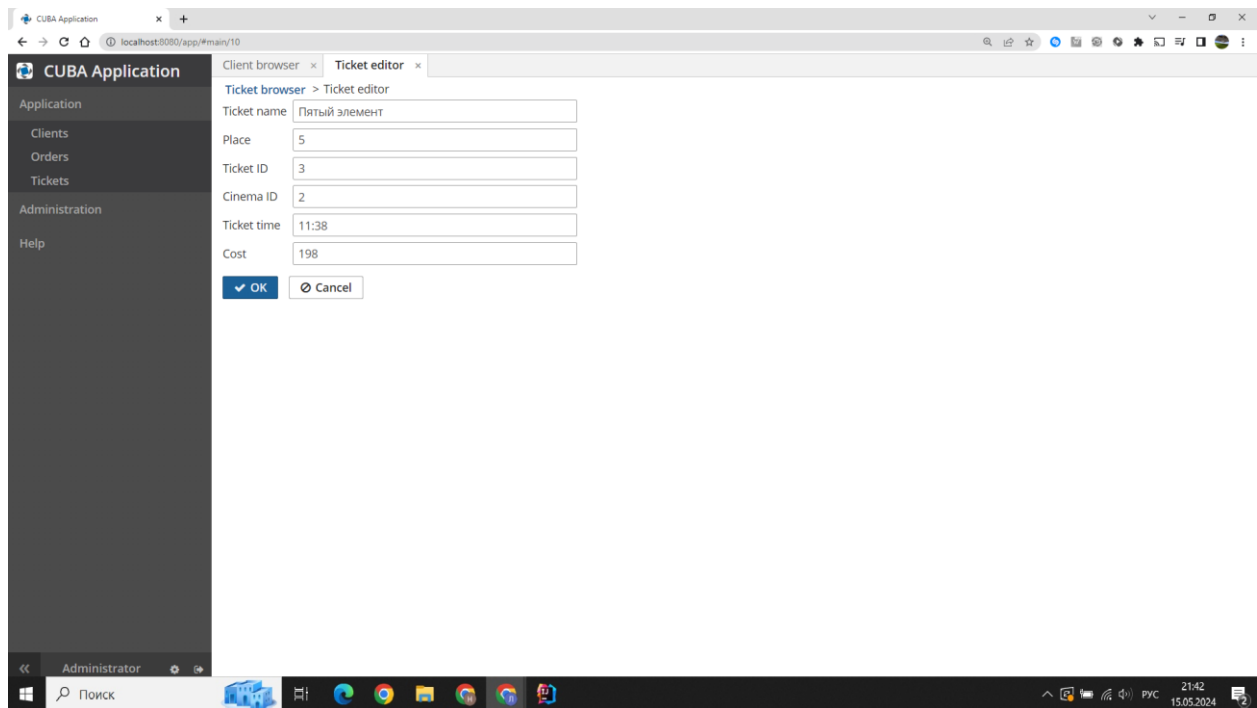 CUBA Application
localhost:8080/app/#main/10
CUBA Application
Client browser
Ticket editor
Application
Clients
Orders
Tickets
Administration
Help
Ticket browser > Ticket editor
Ticket name Пятый элемент
Place 5
Ticket ID 3
Cinema ID 2
Ticket time 11:38
Cost 198
OK Cancel
Administrator
Поиск
РУС
21:42
15.05.2024
2